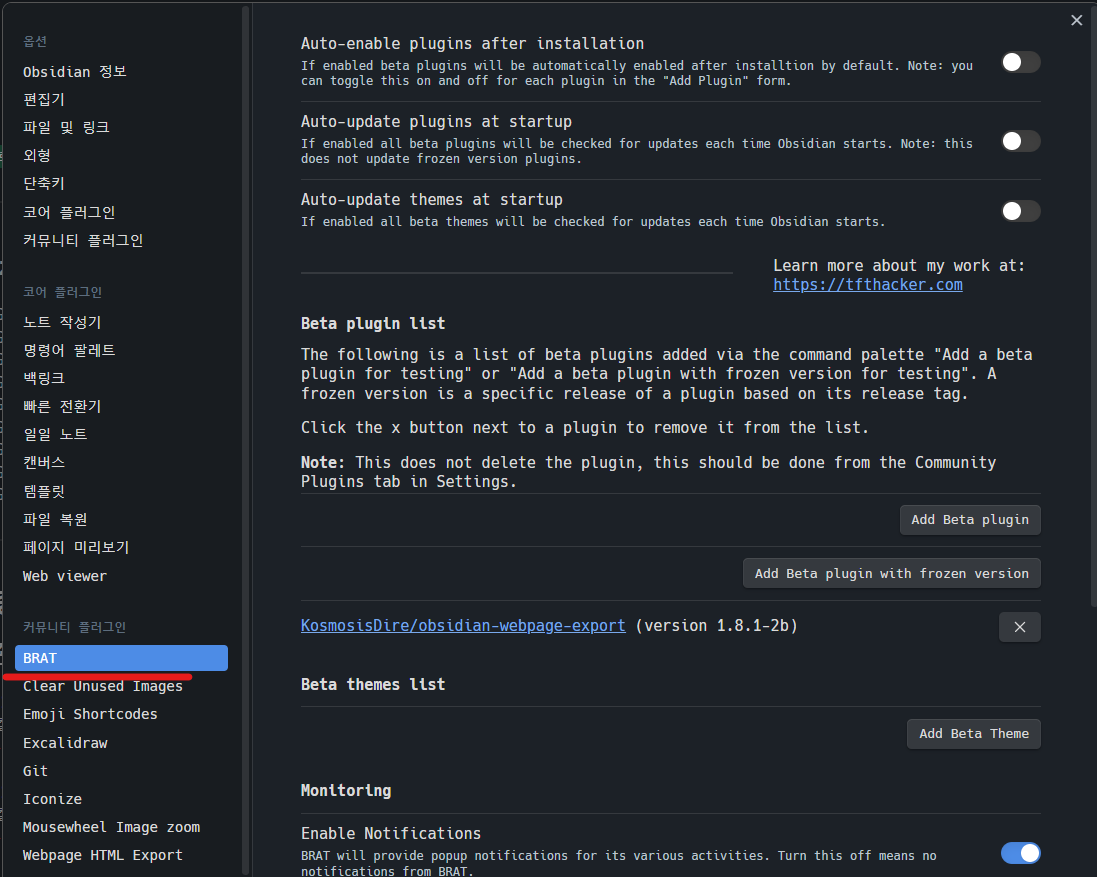 옵션
Obsidian 정보
편집기
파일 및 링크
외형
단축키
코어 플러그인
커뮤니티 플러그인
코어 플러그인
노트 작성기
명령어 팔레트
백링크
빠른 전환기
일일 노트
캔버스
템플릿
파일 복원
페이지 미리보기
Web viewer
커뮤니티 플러그인
BRAT
Clear Unused Images
Emoji Shortcodes
Excalidraw
Git
Iconize
Mousewheel Image zoom
Webpage HTML Export
Auto-enable plugins after installation
If enabled beta plugins will be automatically enabled after installtion by default. Note: you
can toggle this on and off for each plugin in the "Add Plugin" form.
Auto-update plugins at startup
If enabled all beta plugins will be checked for updates each time Obsidian starts. Note: this
does not update frozen version plugins.
Auto-update themes at startup
If enabled all beta themes will be checked for updates each time Obsidian starts.
Learn more about my work at:
https://tfthacker.com
Beta plugin list
The following is a list of beta plugins added via the command palette "Add a beta
plugin for testing" or "Add a beta plugin with frozen version for testing". A
frozen version is a specific release of a plugin based on its release tag.
Click the x button next to a plugin to remove it from the list.
Note: This does not delete the plugin, this should be done from the Community
Plugins tab in Settings.
Add Beta plugin
Add Beta plugin with frozen version
KosmosisDire/obsidian-webpage-export (version 1.8.1-2b)
Beta themes list
Add Beta Theme
Monitoring
Enable Notifications
BRAT will provide popup notifications for its various activities. Turn this off means no
notifications from BRAT.